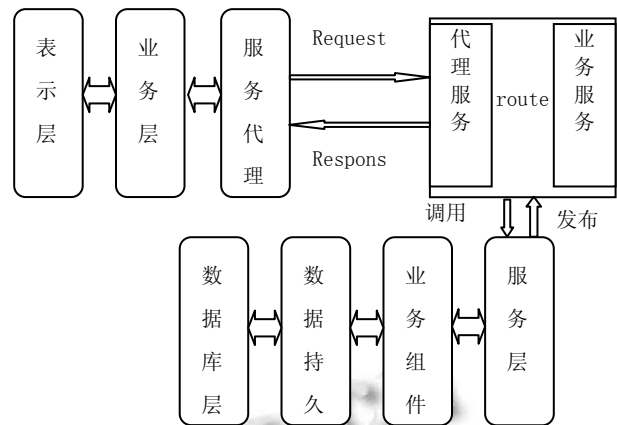 表示层
业务层
服务代理
Request
Respons
代理服务
route
业务服务
调用
发布
数据库层
数据持久
业务组件
服务层